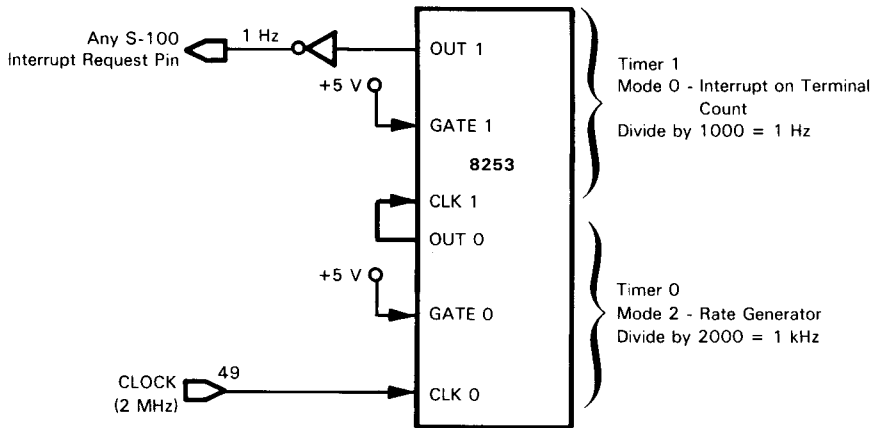 Any S-100
Interrupt Request Pin
1 Hz
OUT 1
+5 V
GATE 1
8253
CLK 1
OUT 0
+5 V
GATE 0
CLOCK
(2 MHz)
49
CLK 0
Timer 1
Mode 0 - Interrupt on Terminal
Count
Divide by 1000 = 1 Hz
Timer 0
Mode 2 - Rate Generator
Divide by 2000 = 1 kHz